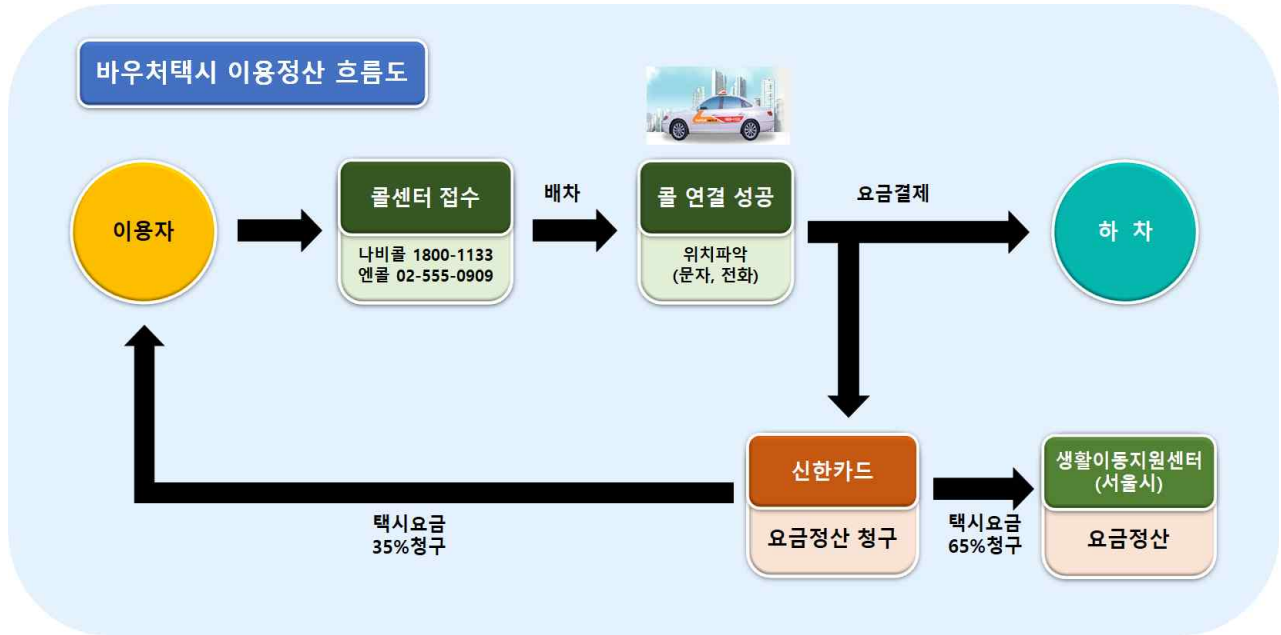 바우처택시 이용정산 흐름도
이용자
콜센터 접수
나비콜 1800-1133
엔콜 02-555-0909
배차
콜 연결 성공
위치파악
(문자, 전화)
요금결제
하 차
신한카드
요금정산 청구
생활이동지원센터
(서울시)
요금정산
택시요금
35%청구
택시요금
65%청구